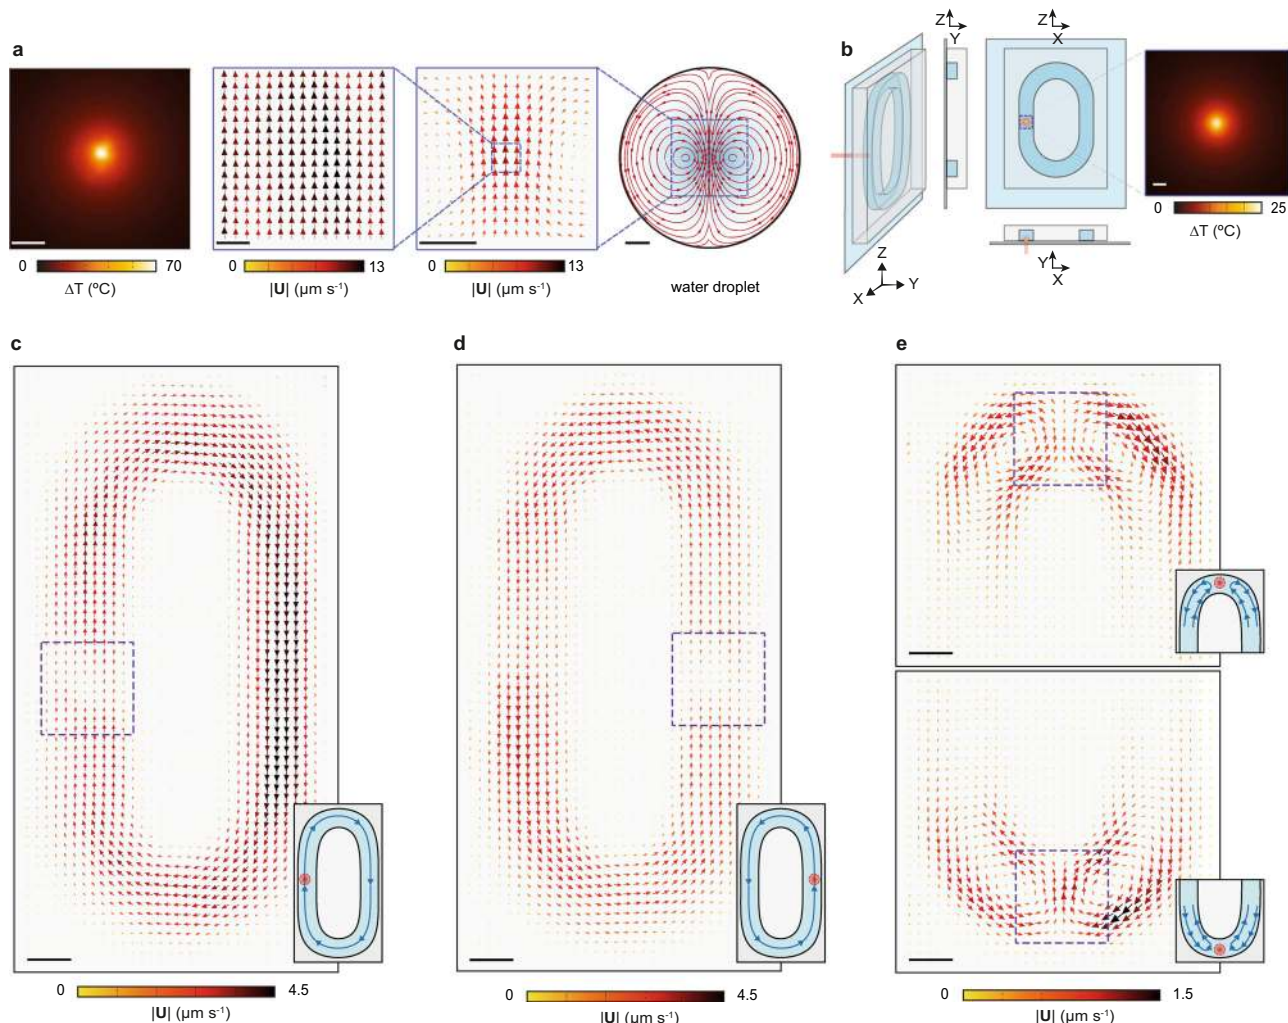 a
0 70
ΔT (ºC)
0 13
|U| (µm s⁻¹)
0 13
|U| (µm s⁻¹)
water droplet
b
Z
Y
X
Z
Y
Z
X
Y
X
0 25
ΔT (ºC)
c
0 4.5
|U| (µm s⁻¹)
d
0 4.5
|U| (µm s⁻¹)
e
0 1.5
|U| (µm s⁻¹)